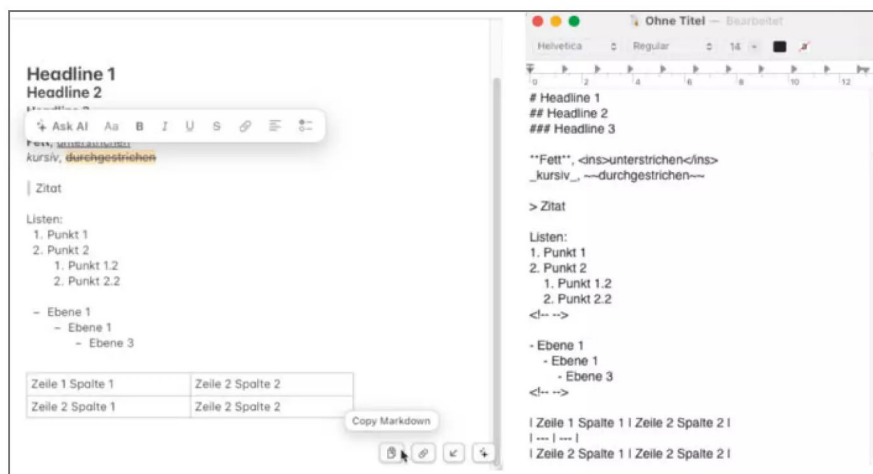 Headline 1
Headline 2
Ask AI Aa B I U S
Fett, unterstrichen
kursiv, durchgestrichen
Zitat
Listen:
1. Punkt 1
2. Punkt 2
1. Punkt 1.2
2. Punkt 2.2
– Ebene 1
– Ebene 1
– Ebene 3
Zeile 1 Spalte 1 Zeile 2 Spalte 2
Zeile 2 Spalte 1 Zeile 2 Spalte 2
Copy Markdown
Ohne Titel — Bearbeitet
Helvetica Regular 14 a
0 2 4 6 8 10 12
# Headline 1
## Headline 2
### Headline 3
**Fett**, <ins>unterstrichen</ins>
_kursiv_, ~~durchgestrichen~~
> Zitat
Listen:
1. Punkt 1
2. Punkt 2
1. Punkt 1.2
2. Punkt 2.2
<!-- -->
- Ebene 1
- Ebene 1
- Ebene 3
<!-- -->
| Zeile 1 Spalte 1 | Zeile 2 Spalte 2 |
| --- | --- |
| Zeile 2 Spalte 1 | Zeile 2 Spalte 2 |